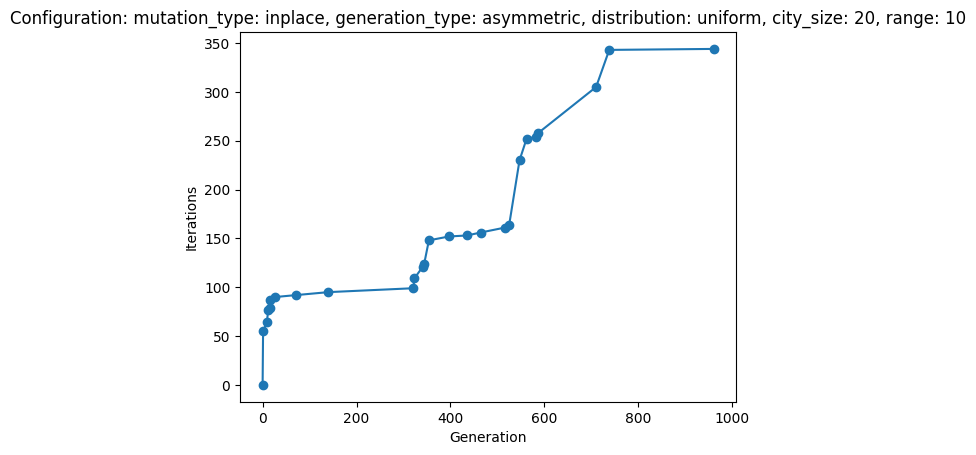 Configuration: mutation_type: inplace, generation_type: asymmetric, distribution: uniform, city_size: 20, range: 10
350
300
250
200
150
100
50
0
Iterations
0 200 400 600 800 1000
Generation